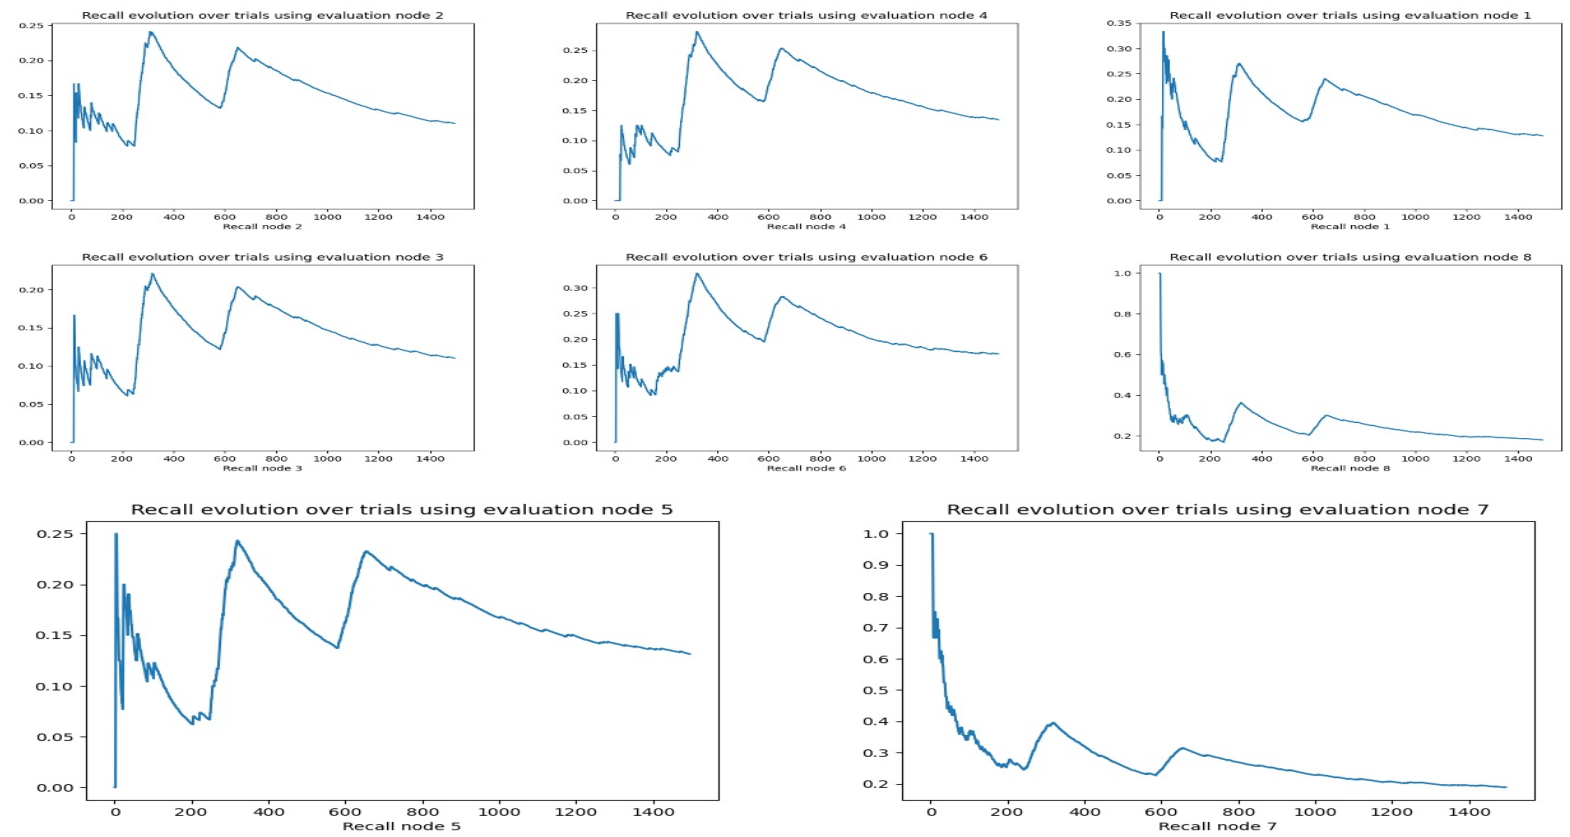 Recall evolution over trials using evaluation node 2
0.25
0.20
0.15
0.10
0.05
0.00
0 200 400 600 800 1000 1200 1400
Recall node 2
Recall evolution over trials using evaluation node 4
0.25
0.20
0.15
0.10
0.05
0.00
0 200 400 600 800 1000 1200 1400
Recall node 4
Recall evolution over trials using evaluation node 1
0.35
0.30
0.25
0.20
0.15
0.10
0.05
0.00
0 200 400 600 800 1000 1200 1400
Recall node 1
Recall evolution over trials using evaluation node 3
0.20
0.15
0.10
0.05
0.00
0 200 400 600 800 1000 1200 1400
Recall node 3
Recall evolution over trials using evaluation node 6
0.30
0.25
0.20
0.15
0.10
0.05
0.00
0 200 400 600 800 1000 1200 1400
Recall node 6
Recall evolution over trials using evaluation node 8
1.0
0.8
0.6
0.4
0.2
0 200 400 600 800 1000 1200 1400
Recall node 8
Recall evolution over trials using evaluation node 5
0.25
0.20
0.15
0.10
0.05
0.00
0 200 400 600 800 1000 1200 1400
Recall node 5
Recall evolution over trials using evaluation node 7
1.0
0.9
0.8
0.7
0.6
0.5
0.4
0.3
0.2
0 200 400 600 800 1000 1200 1400
Recall node 7